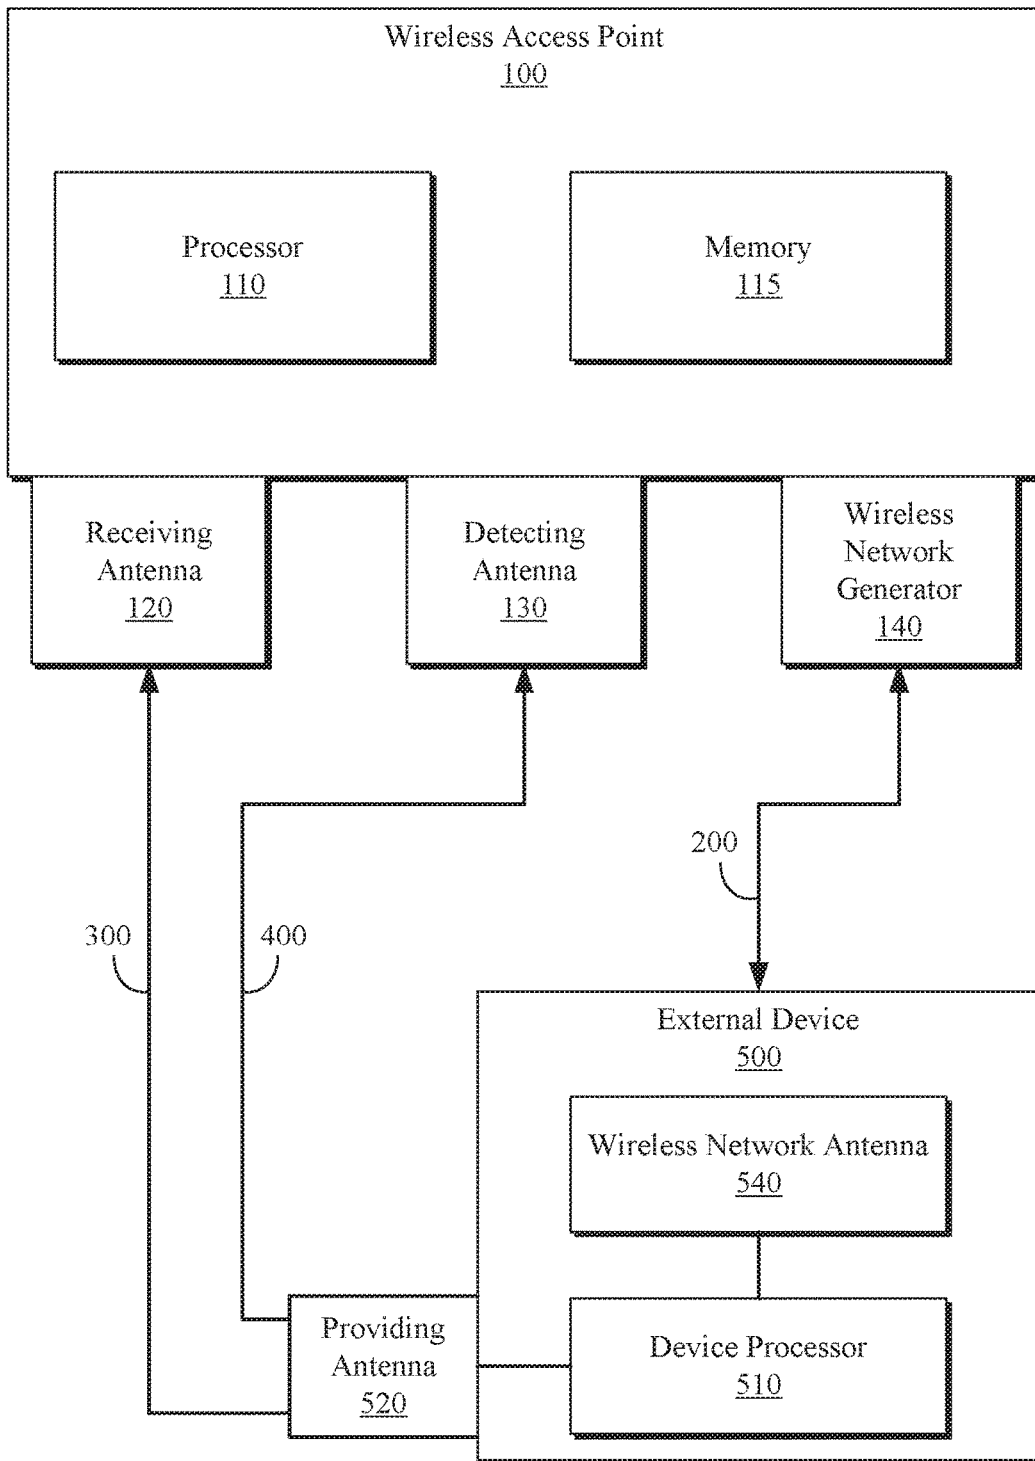 Wireless Access Point
100
Processor
110
Memory
115
Receiving
Antenna
120
Detecting
Antenna
130
Wireless
Network
Generator
140
200
300
400
External Device
500
Wireless Network Antenna
540
Providing
Antenna
520
Device Processor
510